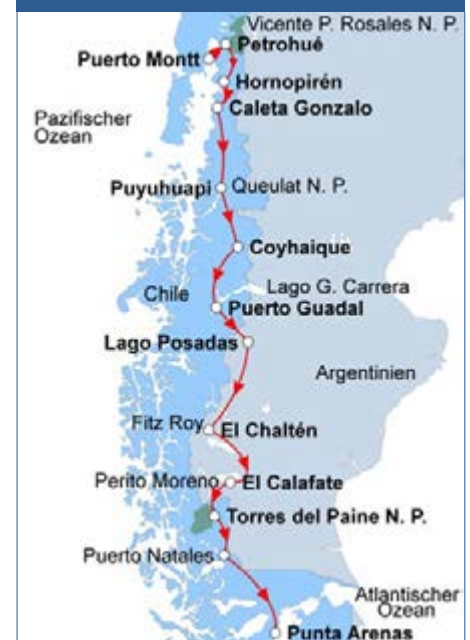 Vicente P. Rosales N. P.
Petrohué
Puerto Montt
Hornopirén
Caleta Gonzalo
Pazifischer
Ozean
Puyuhuapi
Queulat N. P.
Coyhaique
Lago G. Carrera
Chile
Puerto Guadal
Lago Posadas
Argentinien
Fitz Roy
El Chaltén
Perito Moreno
El Calafate
Torres del Paine N. P.
Puerto Natales
Atlantischer
Ozean
Punta Arenas